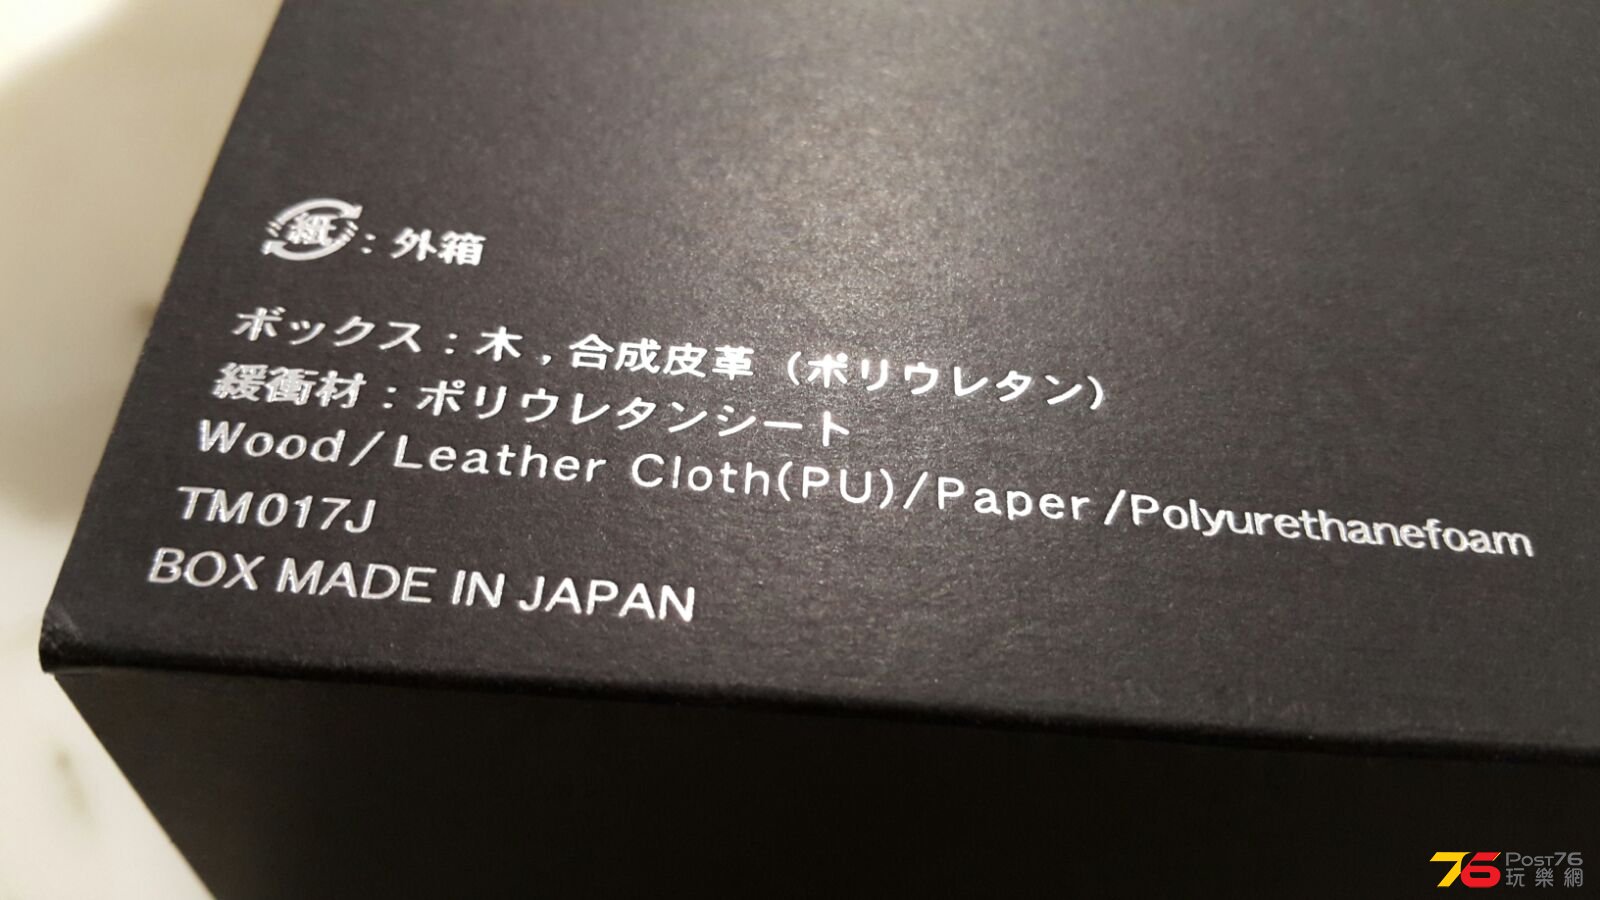 紙：外箱
ボックス：木，合成皮革（ポリウレタン）
緩衝材：ポリウレタンシート
Wood/Leather Cloth(PU)/Paper/Polyurethanefoam
TM017J
BOX MADE IN JAPAN
76 Post76
玩樂網